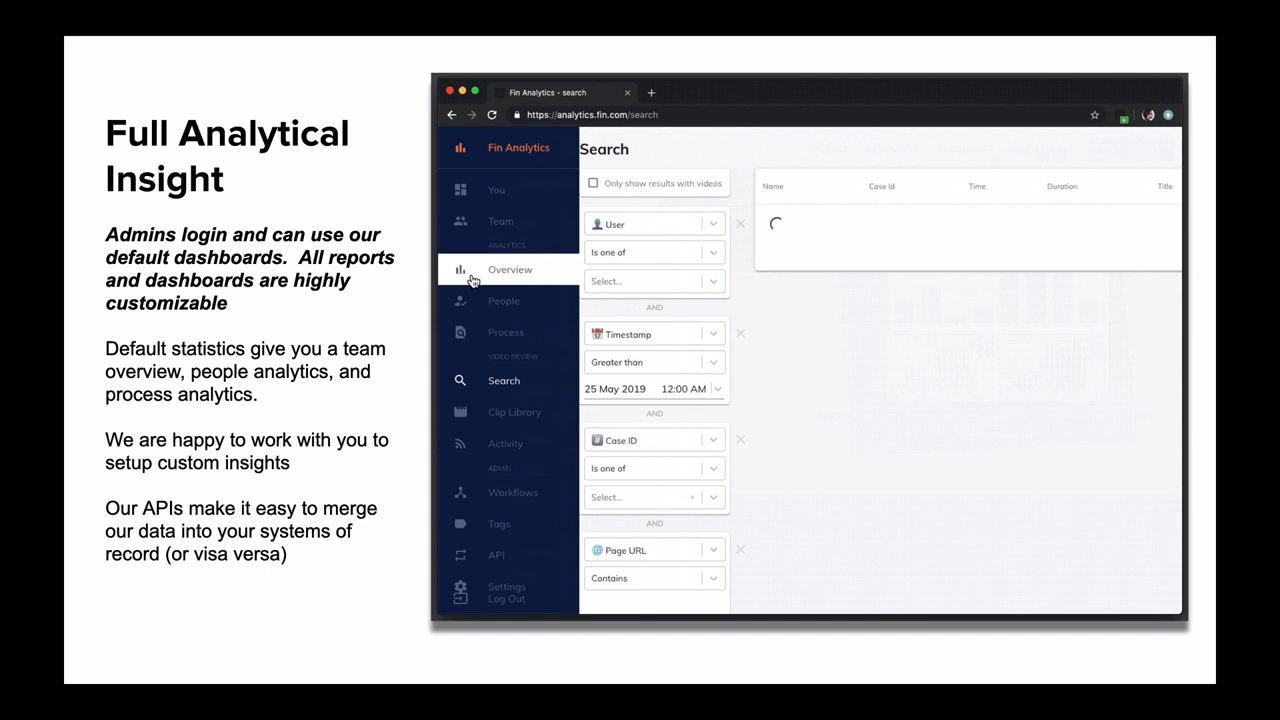 Full Analytical
Insight
Admins login and can use our
default dashboards.  All reports
and dashboards are highly
customizable
Default statistics give you a team
overview, people analytics, and
process analytics.
We are happy to work with you to
setup custom insights
Our APIs make it easy to merge
our data into your systems of
record (or visa versa)
Fin Analytics - search
https://analytics.fin.com/search
Fin Analytics
You
Team
ANALYTICS
Overview
People
Process
VIDEO REVIEW
Search
Clip Library
Activity
ADMIN
Workflows
Tags
API
Settings
Log Out
Search
Only show results with videos
User
Is one of
Select...
AND
Timestamp
Greater than
25 May 2019 12:00 AM
AND
Case ID
Is one of
Select...
AND
Page URL
Contains
Name Case Id Time Duration Title